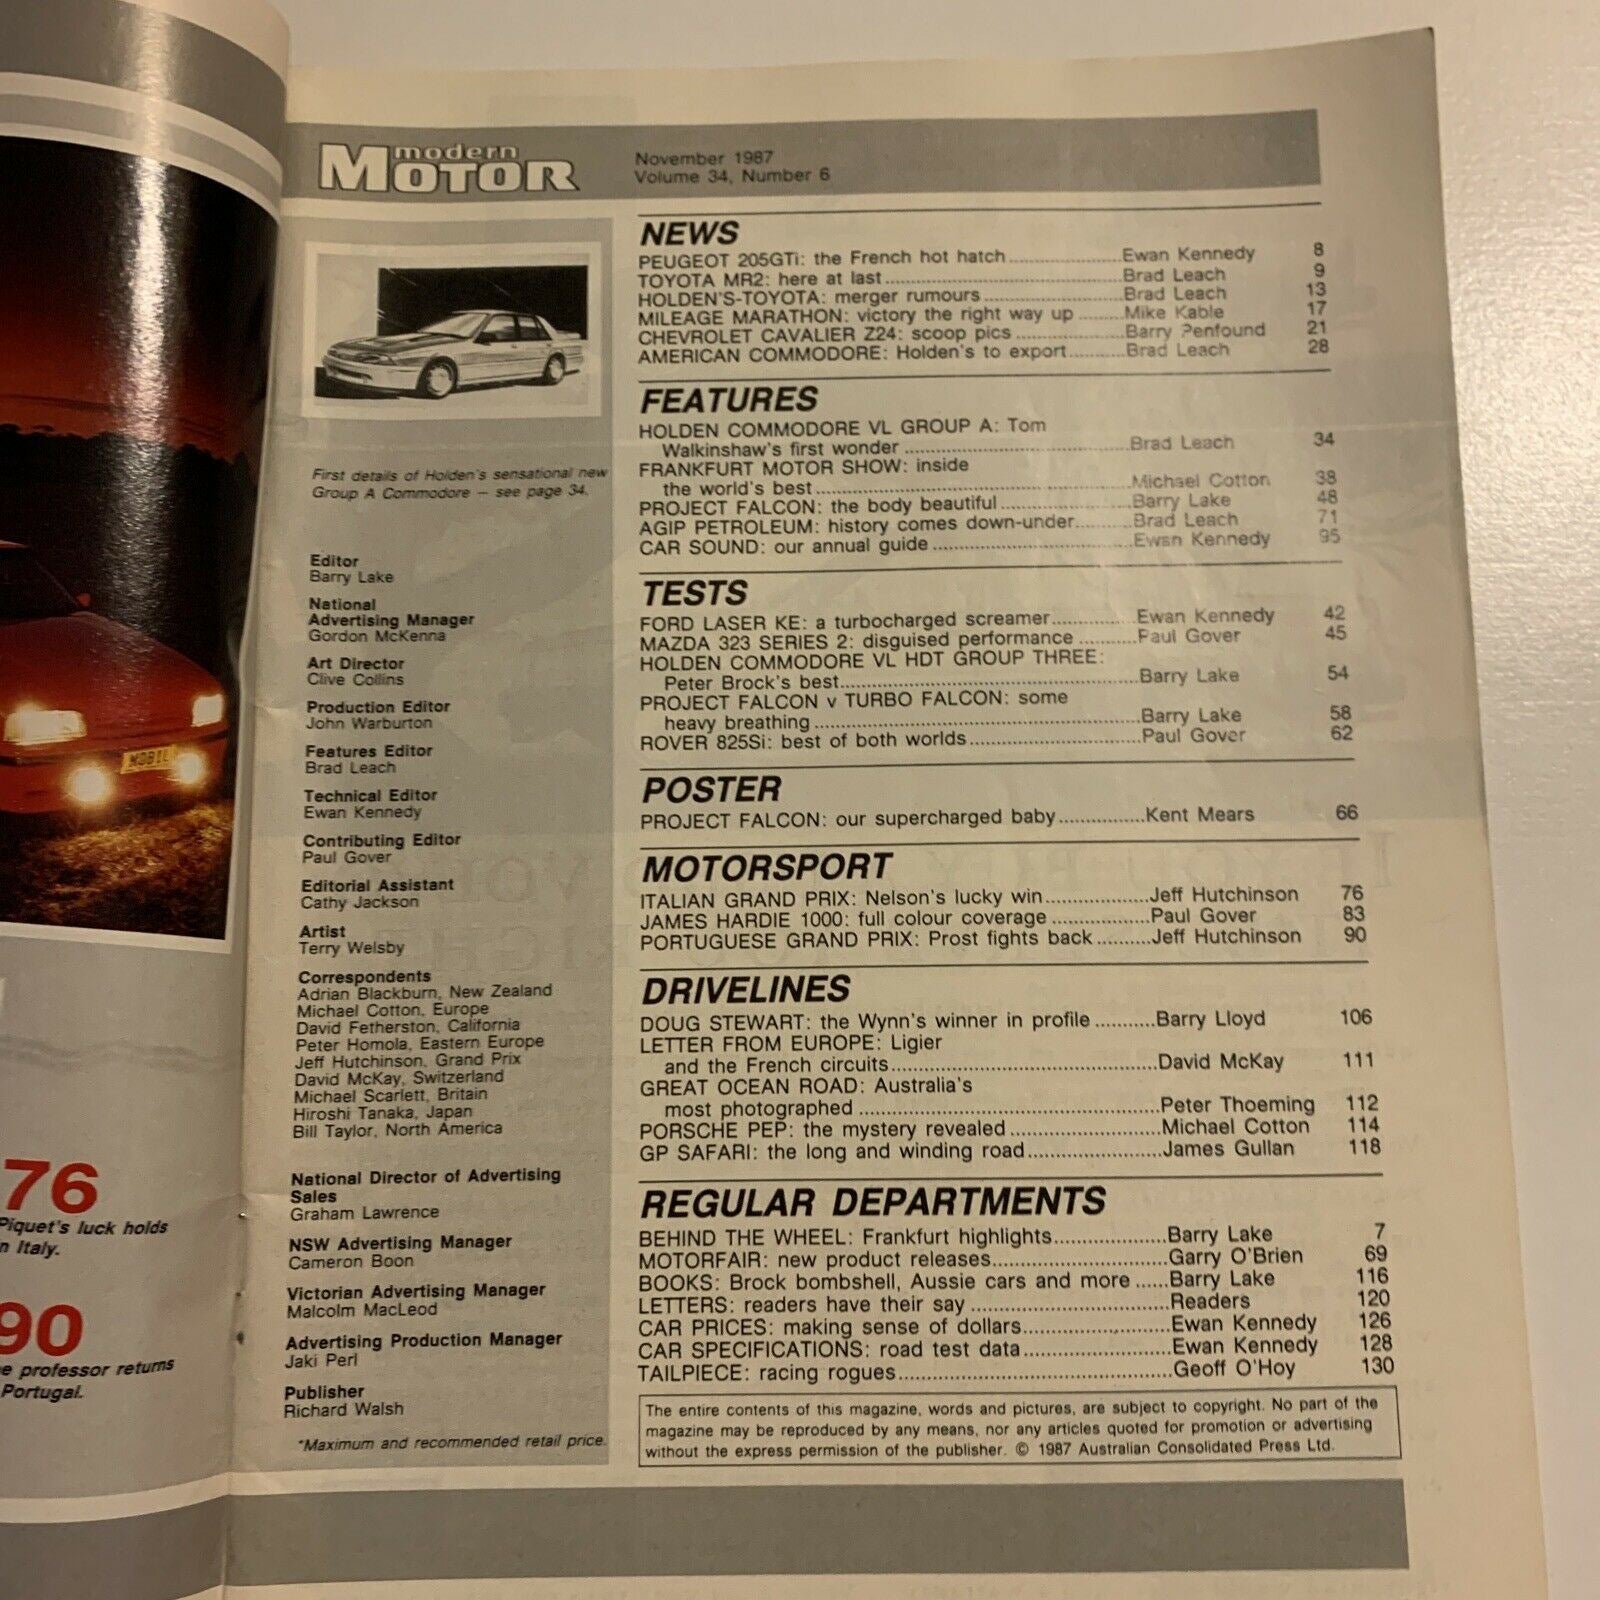 MOBIL
76
Piquet's luck holds
n Italy.
90
e professor returns
Portugal.
modern
MOTOR
November 1987
Volume 34, Number 6
First details of Holden's sensational new
Group A Commodore – see page 34.
Editor
Barry Lake
National
Advertising Manager
Gordon McKenna
Art Director
Clive Collins
Production Editor
John Warburton
Features Editor
Brad Leach
Technical Editor
Ewan Kennedy
Contributing Editor
Paul Gover
Editorial Assistant
Cathy Jackson
Artist
Terry Welsby
Correspondents
Adrian Blackburn, New Zealand
Michael Cotton, Europe
David Fetherston, California
Peter Homola, Eastern Europe
Jeff Hutchinson, Grand Prix
David McKay, Switzerland
Michael Scarlett, Britain
Hiroshi Tanaka, Japan
Bill Taylor, North America
National Director of Advertising
Sales
Graham Lawrence
NSW Advertising Manager
Cameron Boon
Victorian Advertising Manager
Malcolm MacLeod
Advertising Production Manager
Jaki Perl
Publisher
Richard Walsh
*Maximum and recommended retail price.
NEWS
PEUGEOT 205GTi: the French hot hatch.....................Ewan Kennedy 8
TOYOTA MR2: here at last.............................................Brad Leach 9
HOLDEN'S-TOYOTA: merger rumours..........................Brad Leach 13
MILEAGE MARATHON: victory the right way up .........Mike Kable 17
CHEVROLET CAVALIER Z24: scoop pics....................Barry Penfound 21
AMERICAN COMMODORE: Holden's to export..........Brad Leach 28
FEATURES
HOLDEN COMMODORE VL GROUP A: Tom
Walkinshaw's first wonder..........................................Brad Leach 34
FRANKFURT MOTOR SHOW: inside
the world's best..........................................................Michael Cotton 38
PROJECT FALCON: the body beautiful........................Barry Lake 48
AGIP PETROLEUM: history comes down-under..........Brad Leach 71
CAR SOUND: our annual guide.....................................Ewan Kennedy 95
TESTS
FORD LASER KE: a turbocharged screamer...............Ewan Kennedy 42
MAZDA 323 SERIES 2: disguised performance ..........Paul Gover 45
HOLDEN COMMODORE VL HDT GROUP THREE:
Peter Brock's best.......................................................Barry Lake 54
PROJECT FALCON v TURBO FALCON: some
heavy breathing...........................................................Barry Lake 58
ROVER 825Si: best of both worlds...............................Paul Gover 62
POSTER
PROJECT FALCON: our supercharged baby...............Kent Mears 66
MOTORSPORT
ITALIAN GRAND PRIX: Nelson's lucky win..................Jeff Hutchinson 76
JAMES HARDIE 1000: full colour coverage.................Paul Gover 83
PORTUGUESE GRAND PRIX: Prost fights back..........Jeff Hutchinson 90
DRIVELINES
DOUG STEWART: the Wynn's winner in profile...........Barry Lloyd 106
LETTER FROM EUROPE: Ligier
and the French circuits................................................David McKay 111
GREAT OCEAN ROAD: Australia's
most photographed.....................................................Peter Thoeming 112
PORSCHE PEP: the mystery revealed.........................Michael Cotton 114
GP SAFARI: the long and winding road.......................James Gullan 118
REGULAR DEPARTMENTS
BEHIND THE WHEEL: Frankfurt highlights...................Barry Lake 7
MOTORFAIR: new product releases..............................Garry O'Brien 69
BOOKS: Brock bombshell, Aussie cars and more ......Barry Lake 116
LETTERS: readers have their say..................................Readers 120
CAR PRICES: making sense of dollars.........................Ewan Kennedy 126
CAR SPECIFICATIONS: road test data.........................Ewan Kennedy 128
TAILPIECE: racing rogues..............................................Geoff O'Hoy 130
The entire contents of this magazine, words and pictures, are subject to copyright. No part of the
magazine may be reproduced by any means, nor any articles quoted for promotion or advertising
without the express permission of the publisher. © 1987 Australian Consolidated Press Ltd.